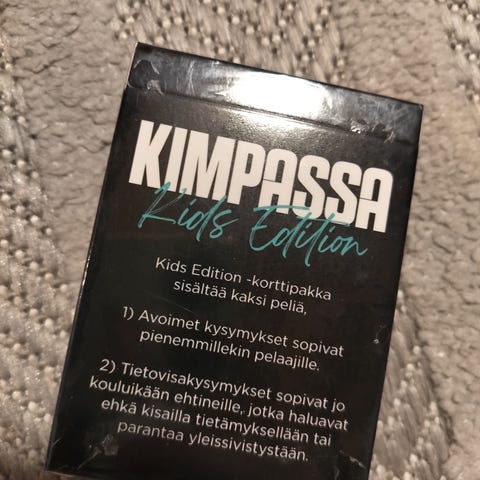 KIMPASSA
Kids Edition
Kids Edition -korttipakka
sisältää kaksi peliä,
1) Avoimet kysymykset sopivat
pienemmillekin pelaajille.
2) Tietovisakysymykset sopivat jo
kouluikään ehtineille, jotka haluavat
ehkä kisailla tietämyksellään tai
parantaa yleissivistystään.